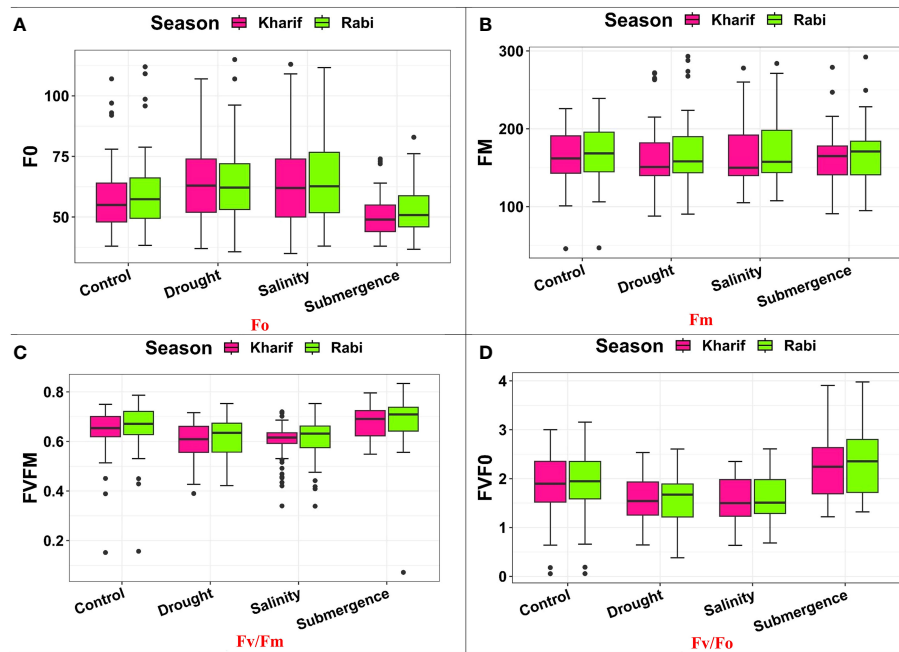 A
Season Kharif Rabi
F0
100
75
50
Control Drought Salinity Submergence
Fo
B
Season Kharif Rabi
FM
300
200
100
Control Drought Salinity Submergence
Fm
C
Season Kharif Rabi
FVFM
0.8
0.6
0.4
0.2
Control Drought Salinity Submergence
Fv/Fm
D
Season Kharif Rabi
FVF0
4
3
2
1
0
Control Drought Salinity Submergence
Fv/Fo